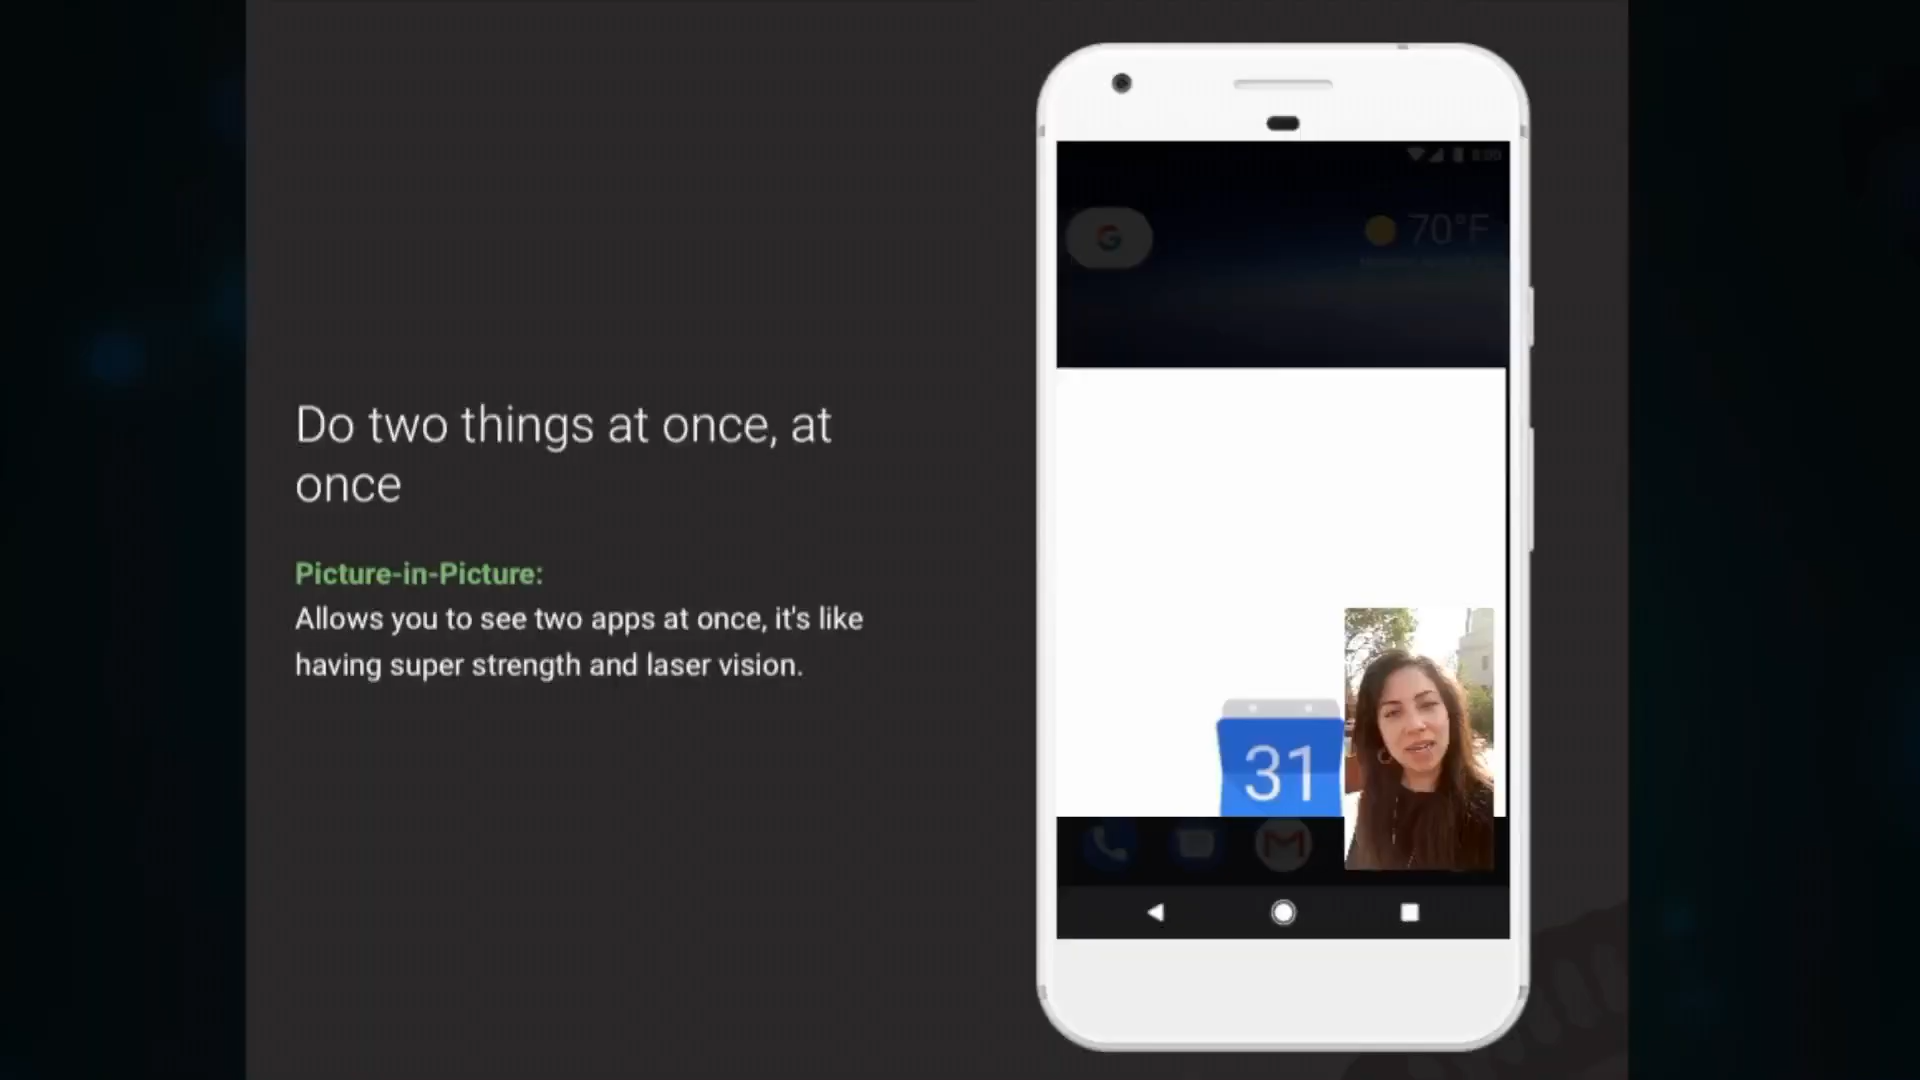 Do two things at once, at
once
Picture-in-Picture:
Allows you to see two apps at once, it's like
having super strength and laser vision.
G
70°F
31
M